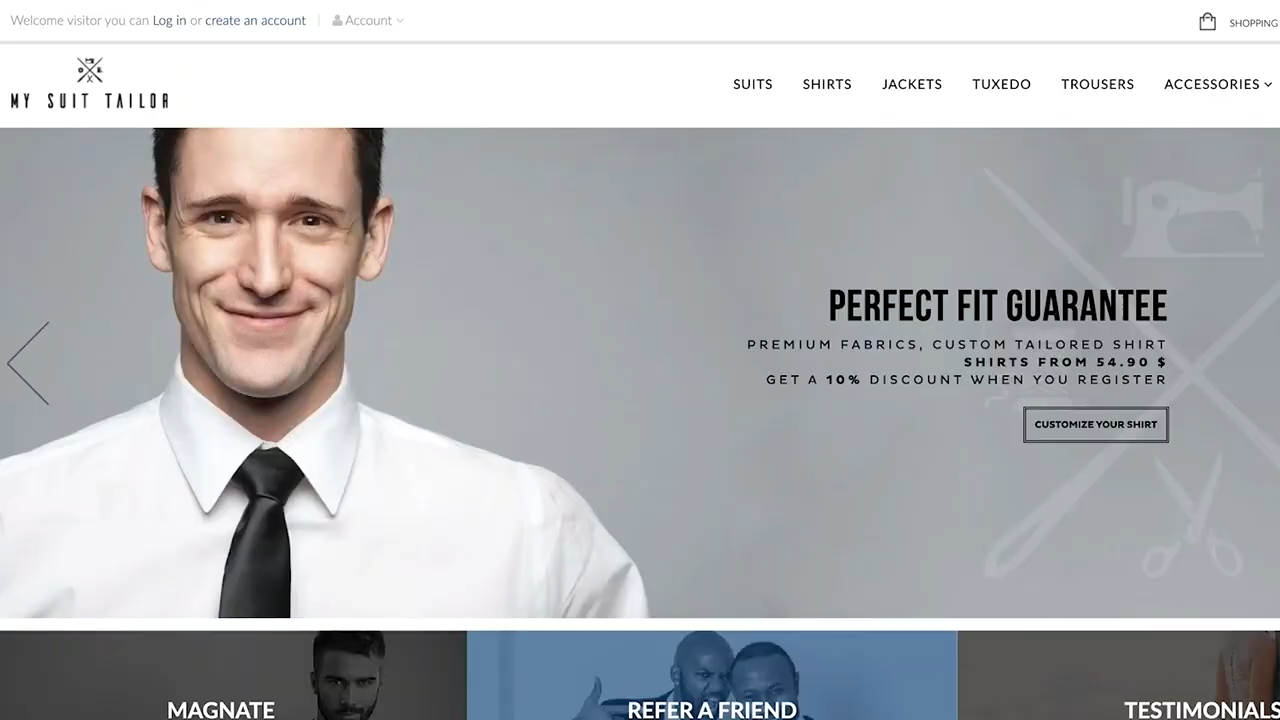 Welcome visitor you can Log in or create an account Account
SHOPPING
MY SUIT TAILOR
SUITS SHIRTS JACKETS TUXEDO TROUSERS ACCESSORIES
PERFECT FIT GUARANTEE
PREMIUM FABRICS, CUSTOM TAILORED SHIRT
SHIRTS FROM 54.90 $
GET A 10% DISCOUNT WHEN YOU REGISTER
CUSTOMIZE YOUR SHIRT
MAGNATE
REFER A FRIEND
TESTIMONIALS